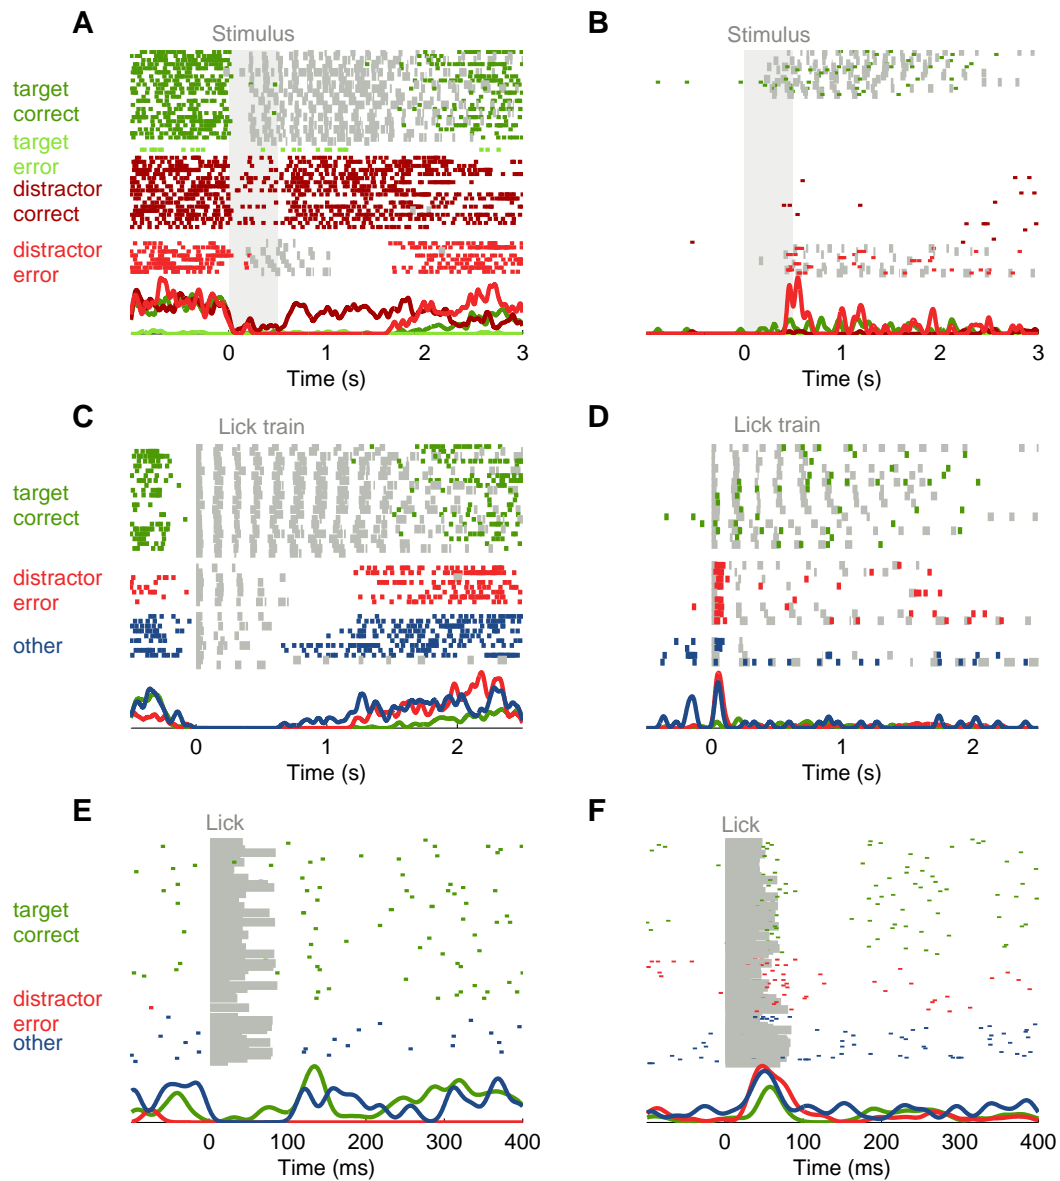 A
Stimulus
target
correct
target
error
distractor
correct
distractor
error
0
1
2
3
Time (s)
B
Stimulus
0
1
2
3
Time (s)
C
Lick train
target
correct
distractor
error
other
0
1
2
Time (s)
D
Lick train
0
1
2
Time (s)
E
Lick
target
correct
distractor
error
other
0
100
200
300
400
Time (ms)
F
Lick
0
100
200
300
400
Time (ms)